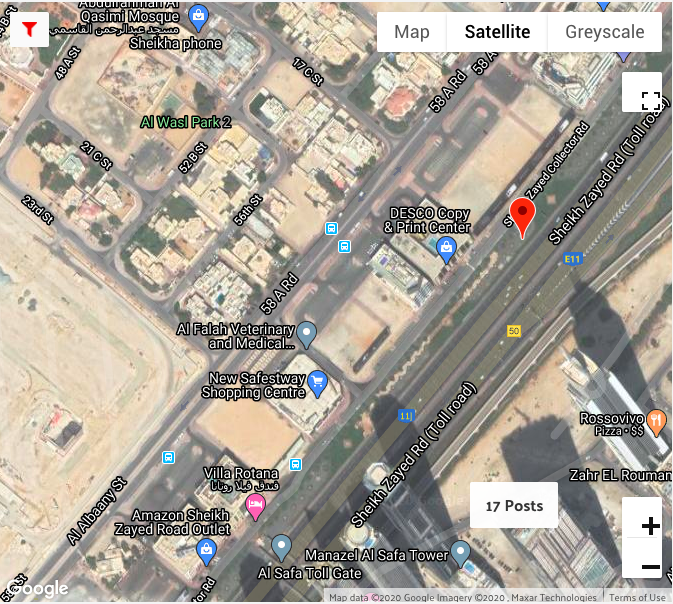 Abdulrahman Al
Qasimi Mosque
مسجد عبدالرحمن القاسمي
Sheikha phone
Map
Satellite
Greyscale
48 A St
17 C St
58 A Rd
58 A
Al Wasl Park 2
21 C St
52 B St
23rd St
56th St
DESCO Copy
& Print Center
Zayed Collector Rd
Sheikh Zayed Rd (Toll road)
E11
58 A Rd
50
Al Falah Veterinary
and Medical...
New Safestway
Shopping Centre
11
Sheikh Zayed Rd (Toll road)
Rossovivo
Pizza • $$
Zahr EL Rouman
Villa Rotana
فندق فيلا روتانا
17 Posts
Al Albaany St
Amazon Sheikh
Zayed Road Outlet
Manazel Al Safa Tower
Al Safa Toll Gate
Google
Map data ©2020 Google Imagery ©2020 , Maxar Technologies
Terms of Use